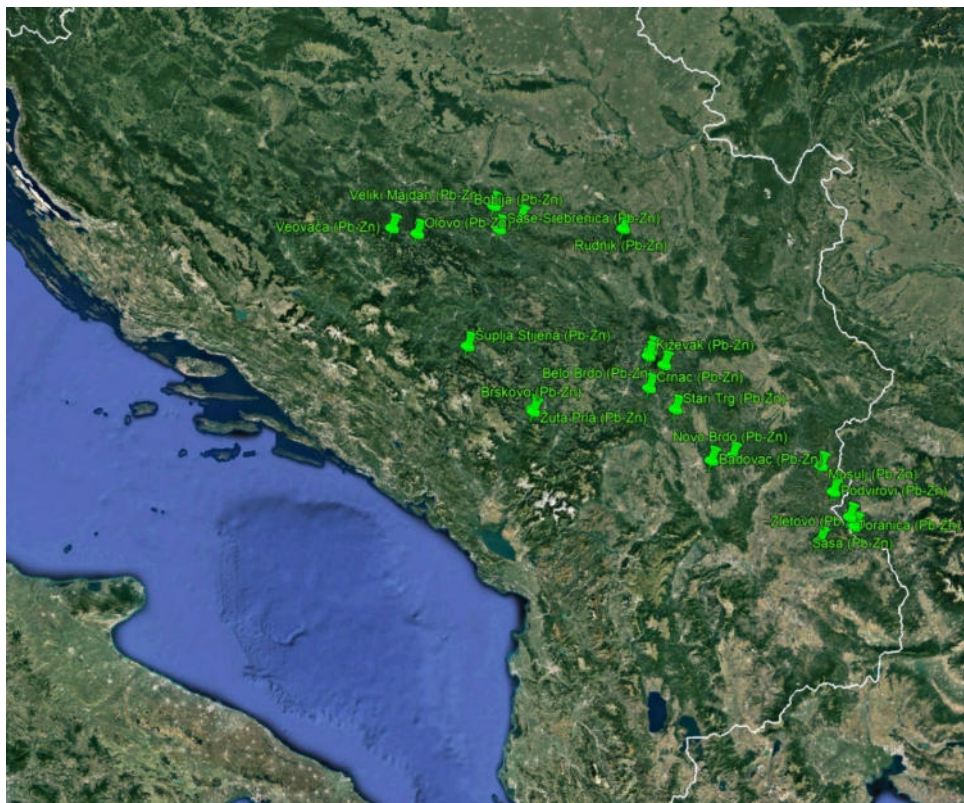 Veliki Majdan (Pb-Zn)
Bobija (Pb-Zn)
Veovača (Pb-Zn)
Olovo (Pb-Zn)
Sase-Srebrenica (Pb-Zn)
Rudnik (Pb-Zn)
Šuplja Stijena (Pb-Zn)
Kiževak (Pb-Zn)
Belo Brdo (Pb-Zn)
Crnac (Pb-Zn)
Brskovo (Pb-Zn)
Stari Trg (Pb-Zn)
Žuta Prla (Pb-Zn)
Novo Brdo (Pb-Zn)
Badovac (Pb-Zn)
(Pb-Zn)
Podvirovi (Pb-Zn)
Zletovo (Pb
Toranica (Pb-Zn)
Sasa (Pb-Zn)